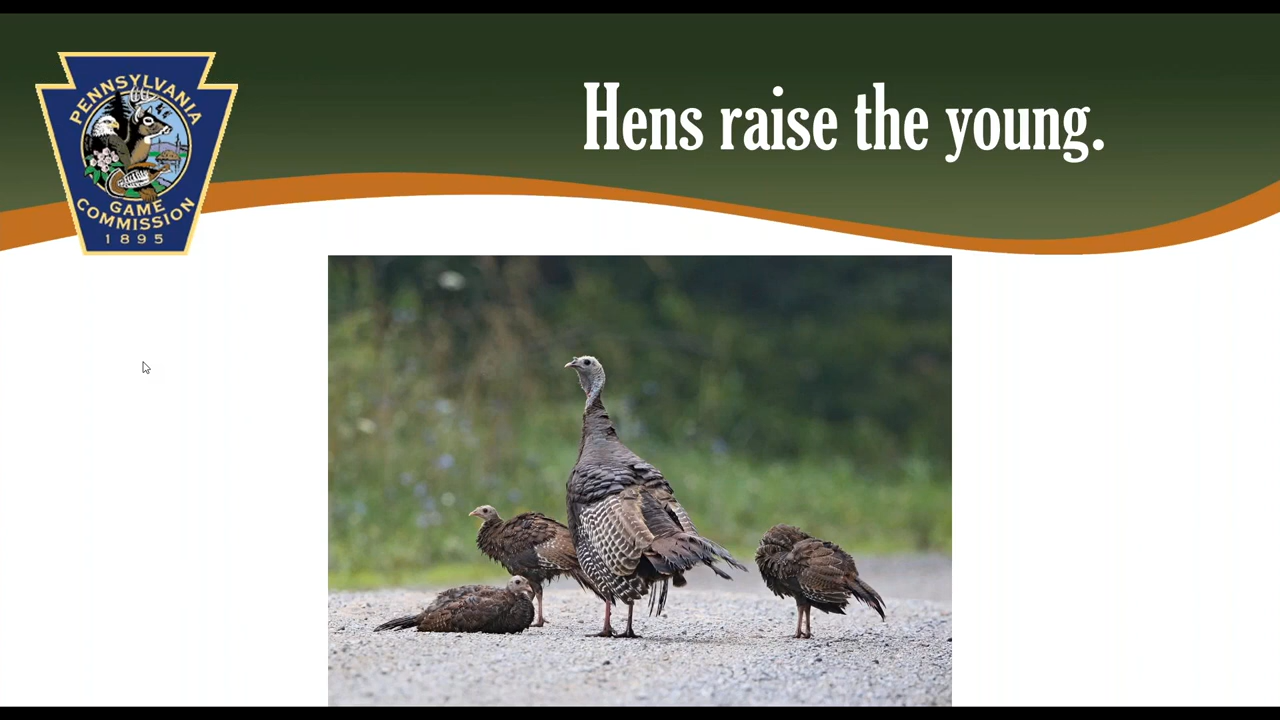 Hens raise the young.
PENNSYLVANIA
GAME
COMMISSION
1895